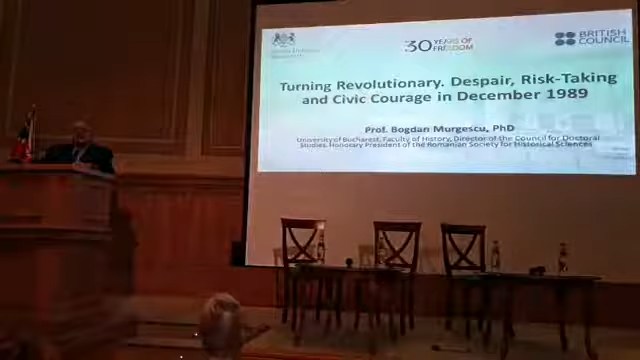 30 YEARS OF FREEDOM
BRITISH COUNCIL
Turning Revolutionary. Despair, Risk-Taking
and Civic Courage in December 1989
Prof. Bogdan Murgescu, PhD
University of Bucharest, Faculty of History, Director of the Council for Doctoral
Studies, Honorary President of the Romanian Society for Historical Sciences